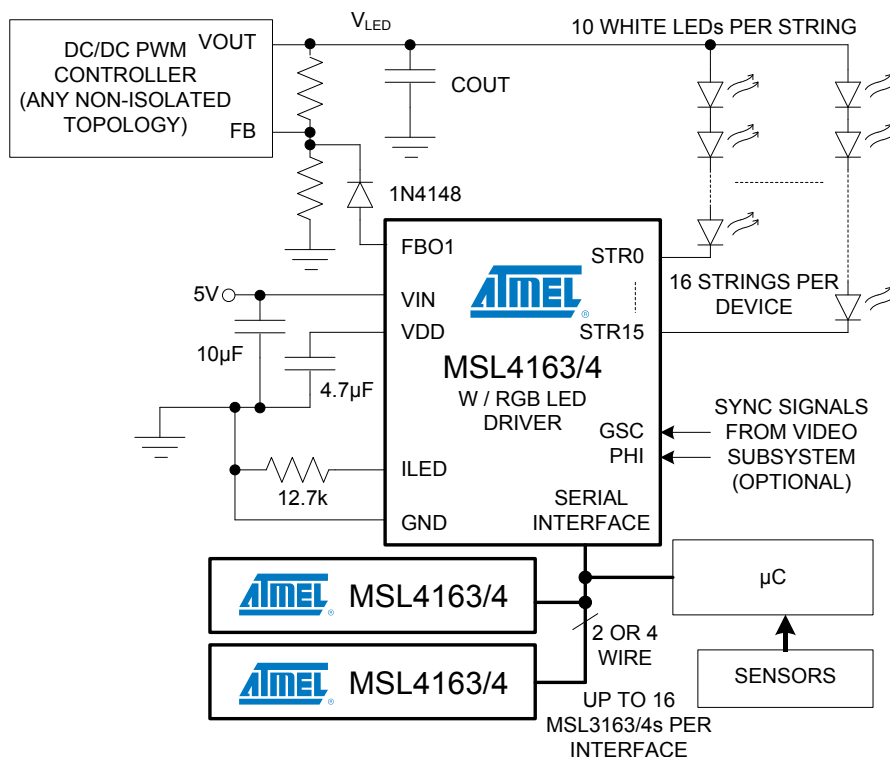 DC/DC PWM
CONTROLLER
(ANY NON-ISOLATED
TOPOLOGY)
VOUT
FB
VLED
COUT
10 WHITE LEDs PER STRING
1N4148
FBO1
STR0
16 STRINGS PER
DEVICE
STR15
5V
VIN
VDD
10µF
4.7µF
ATMEL®
MSL4163/4
W / RGB LED
DRIVER
GSC
PHI
SYNC SIGNALS
FROM VIDEO
SUBSYSTEM
(OPTIONAL)
ILED
12.7k
GND
SERIAL
INTERFACE
ATMEL® MSL4163/4
ATMEL® MSL4163/4
µC
2 OR 4
WIRE
SENSORS
UP TO 16
MSL3163/4s PER
INTERFACE